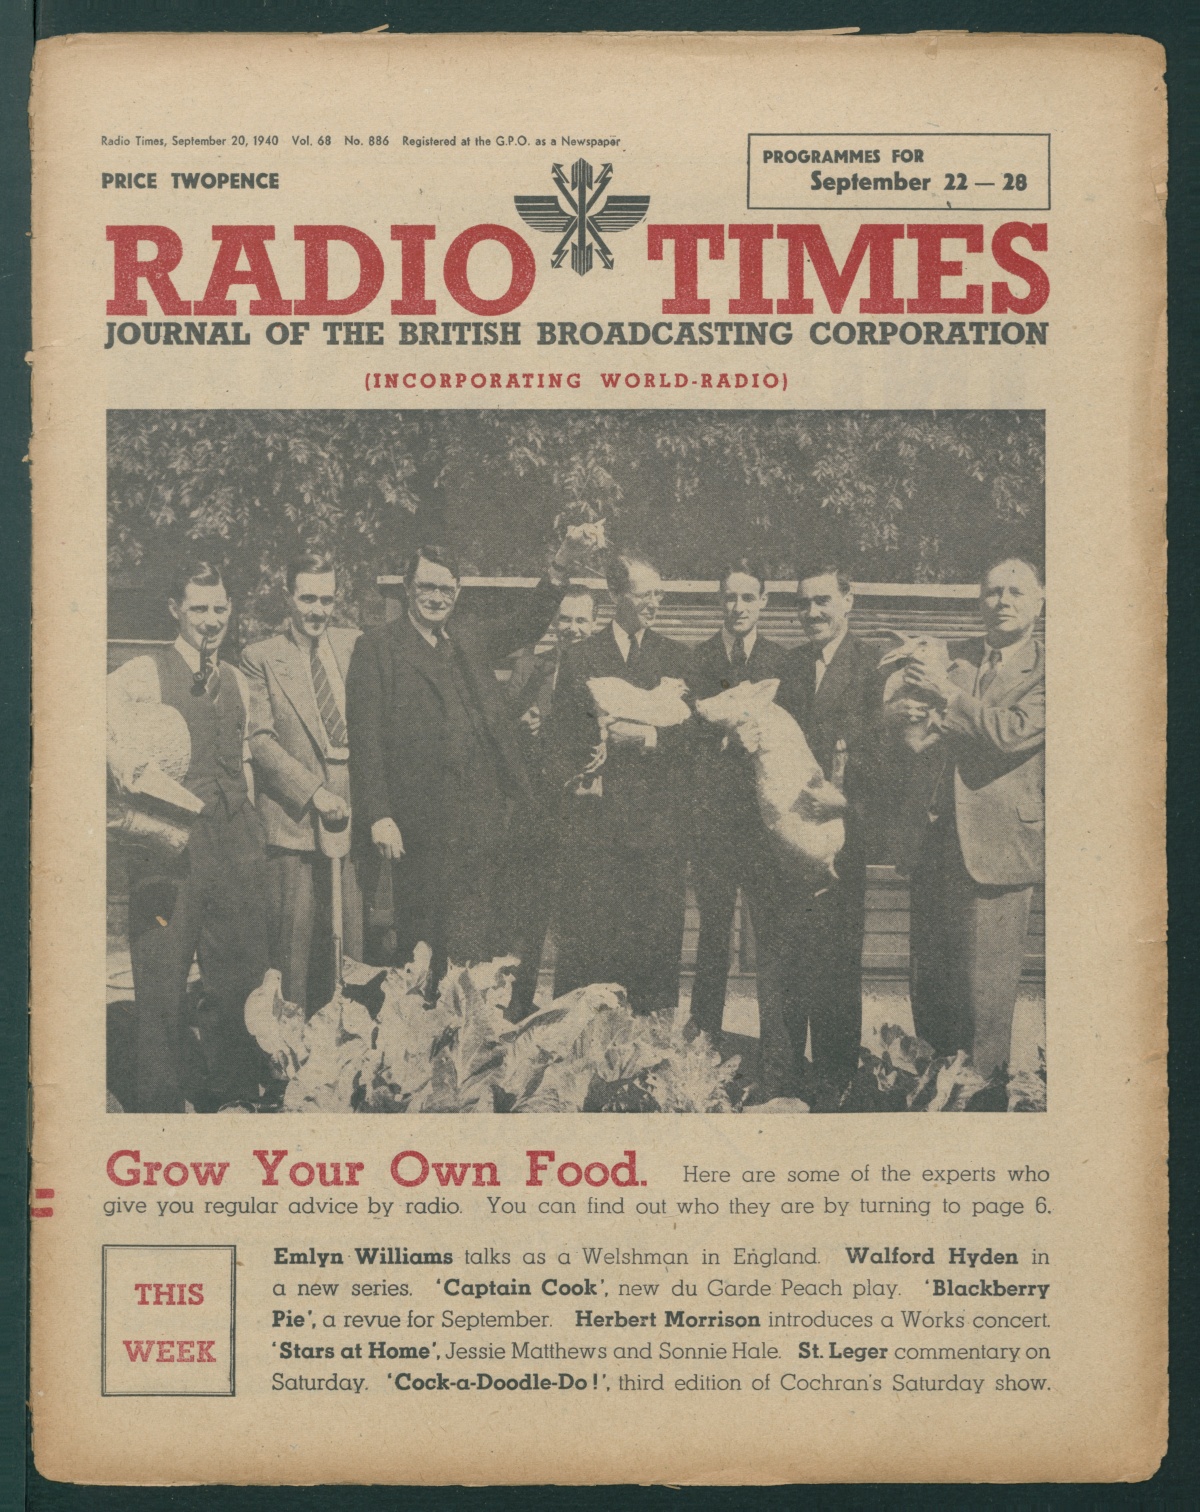 Radio Times, September 20, 1940 Vol. 68 No. 886 Registered at the G.P.O. as a Newspaper
PRICE TWOPENCE
PROGRAMMES FOR
September 22 — 28
RADIO TIMES
JOURNAL OF THE BRITISH BROADCASTING CORPORATION
(INCORPORATING WORLD-RADIO)
Grow Your Own Food. Here are some of the experts who
give you regular advice by radio. You can find out who they are by turning to page 6.
THIS
WEEK
Emlyn Williams talks as a Welshman in England. Walford Hyden in
a new series. 'Captain Cook', new du Garde Peach play. 'Blackberry
Pie', a revue for September. Herbert Morrison introduces a Works concert.
'Stars at Home', Jessie Matthews and Sonnie Hale. St. Leger commentary on
Saturday. 'Cock-a-Doodle-Do!', third edition of Cochran's Saturday show.